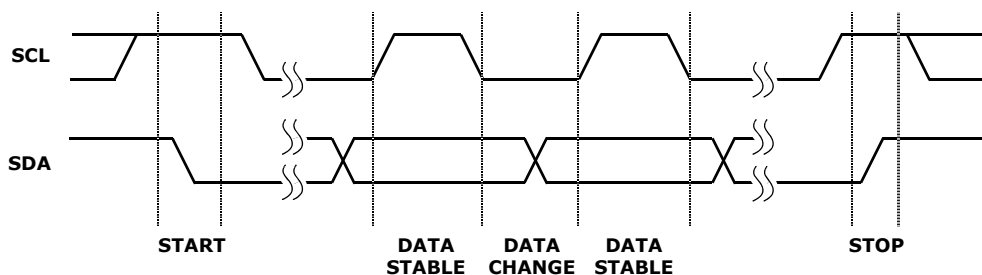 SCL
SDA
START
DATA
STABLE
DATA
CHANGE
DATA
STABLE
STOP